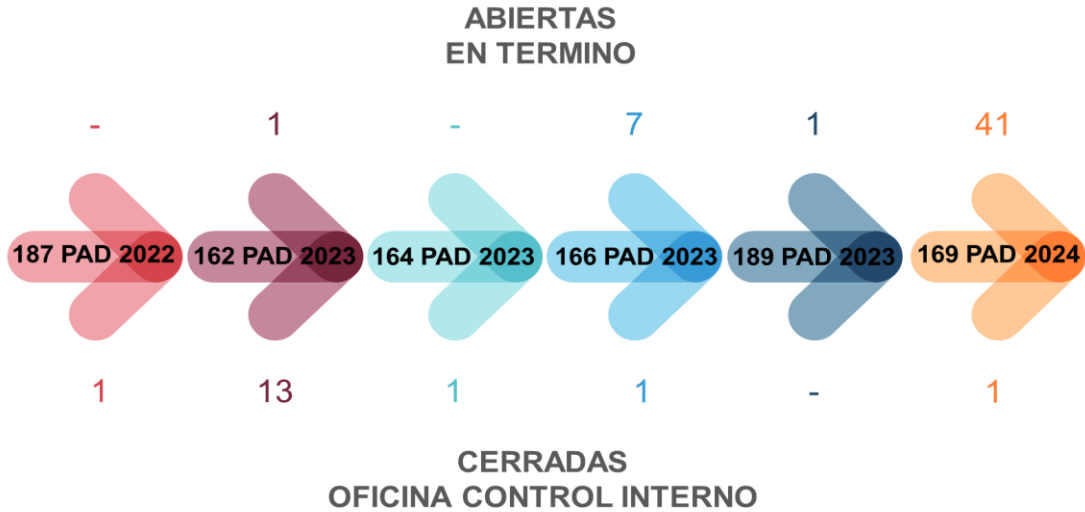 ABIERTAS
EN TERMINO
- 1 - 7 1 41
187 PAD 2022 162 PAD 2023 164 PAD 2023 166 PAD 2023 189 PAD 2023 169 PAD 2024
1 13 1 1 - 1
CERRADAS
OFICINA CONTROL INTERNO